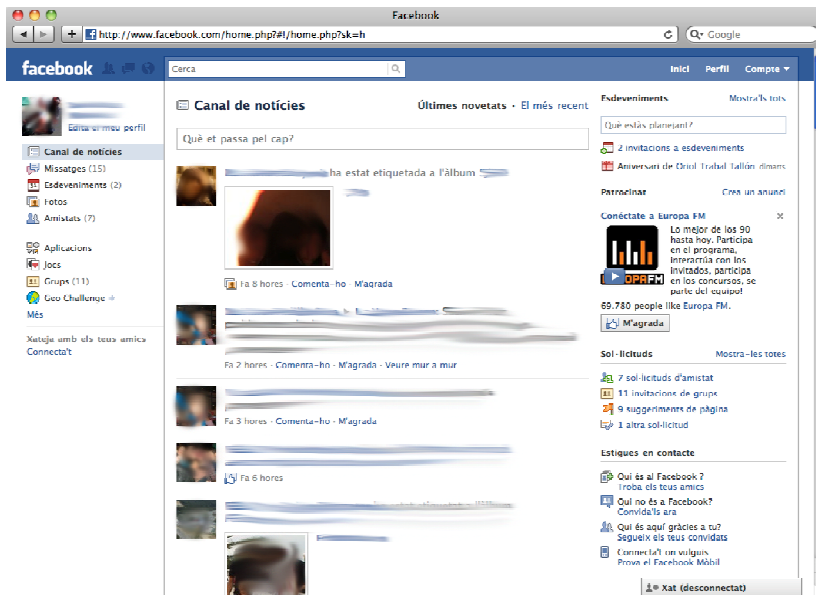 Facebook
http://www.facebook.com/home.php?#!/home.php?sk=h
Google
facebook
Cerca
Inici Perfil Compte
Edita el meu perfil
Canal de notícies
Missatges (15)
Esdeveniments (2)
Fotos
Amistats (7)
Aplicacions
Jocs
Grups (11)
Geo Challenge
Més
Xateja amb els teus amics
Connecta't
Canal de notícies
Últimes novetats · El més recent
Què et passa pel cap?
ha estat etiquetada a l'àlbum
Fa 8 hores · Comenta-ho · M'agrada
Fa 2 hores · Comenta-ho · M'agrada · Veure mur a mur
Fa 3 hores · Comenta-ho · M'agrada
Fa 6 hores
Esdeveniments Mostra'ls tots
Què estàs planejant?
2 invitacions a esdeveniments
31
Aniversari de Oriol Trabal Tallón dimarts
Patrocinat Crea un anunci
Conéctate a Europa FM
EUROPAFM
Lo mejor de los 90
hasta hoy. Participa
en el programa,
interactúa con los
invitados, participa
en los concursos, se
parte del equipo!
69.780 people like Europa FM.
M'agrada
Sol·licituds Mostra-les totes
7 sol·licituds d'amistat
11 invitacions de grups
9 suggeriments de pàgina
1 altra sol·licitud
Estigues en contacte
Qui és al Facebook ?
Troba els teus amics
Qui no és a Facebook?
Convida'ls ara
Qui és aquí gràcies a tu?
Segueix els teus convidats
Connecta't on vulguis
Prova el Facebook Mòbil
Xat (desconnectat)